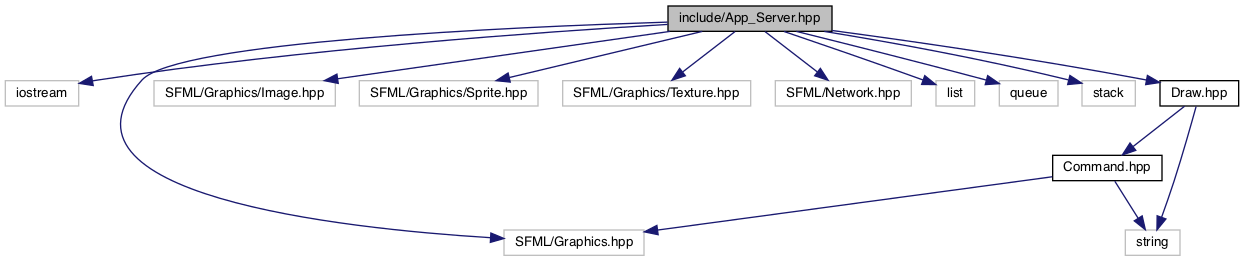 include/App_Server.hpp
iostream
SFML/Graphics/Image.hpp
SFML/Graphics/Sprite.hpp
SFML/Graphics/Texture.hpp
SFML/Network.hpp
list
queue
stack
Draw.hpp
Command.hpp
SFML/Graphics.hpp
string